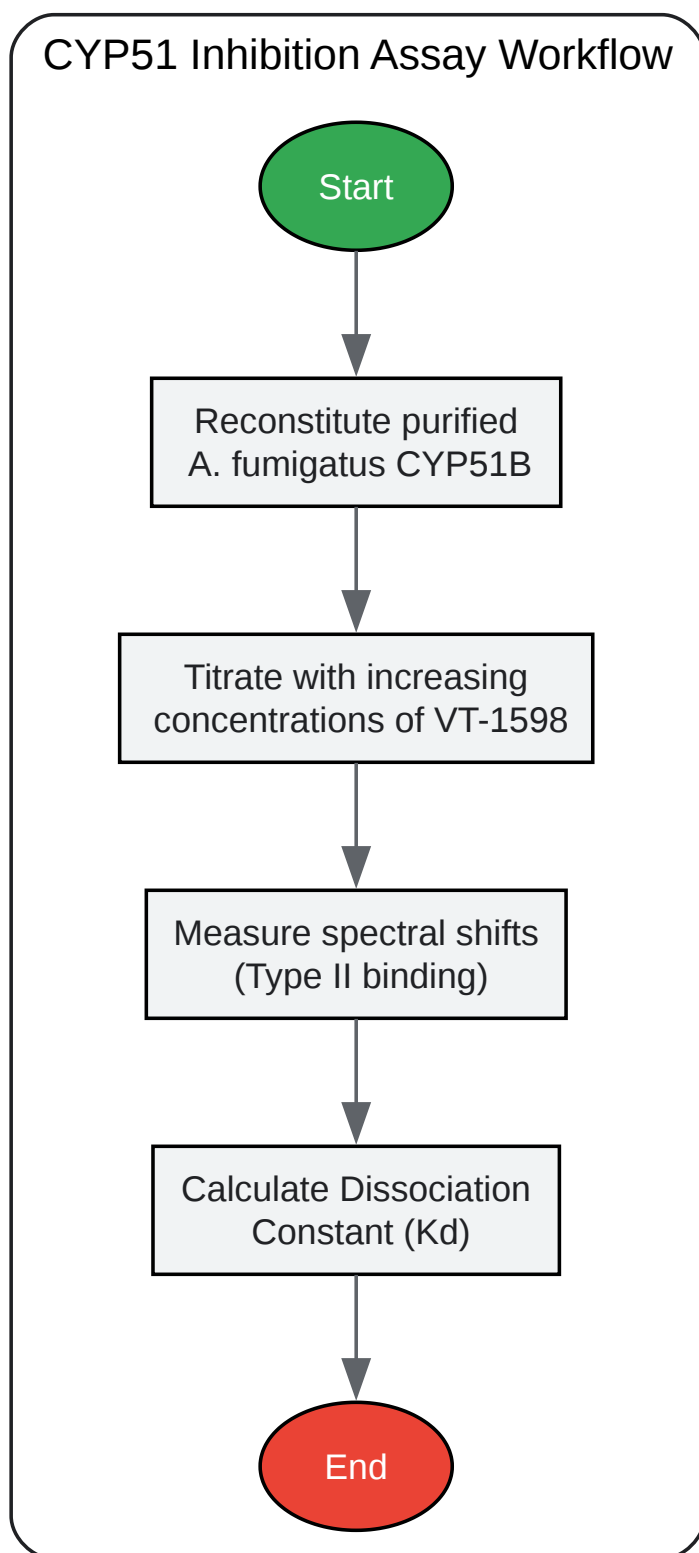 CYP51 Inhibition Assay Workflow
Start
Reconstitute purified
A. fumigatus CYP51B
Titrate with increasing
concentrations of VT-1598
Measure spectral shifts
(Type II binding)
Calculate Dissociation
Constant (Kd)
End